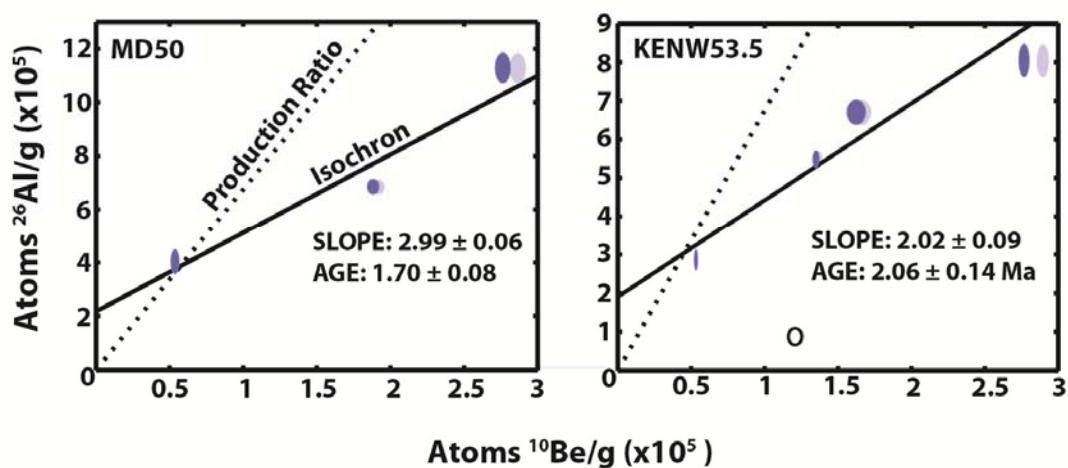 MD50
Production Ratio
Isochron
SLOPE: 2.99 ± 0.06
AGE: 1.70 ± 0.08
Atoms ²⁶Al/g (x10⁵)
12
10
8
6
4
2
0
0 0.5 1 1.5 2 2.5 3
KENW53.5
SLOPE: 2.02 ± 0.09
AGE: 2.06 ± 0.14 Ma
9
8
7
6
5
4
3
2
1
0
0 0.5 1 1.5 2 2.5 3
Atoms ¹⁰Be/g (x10⁵)